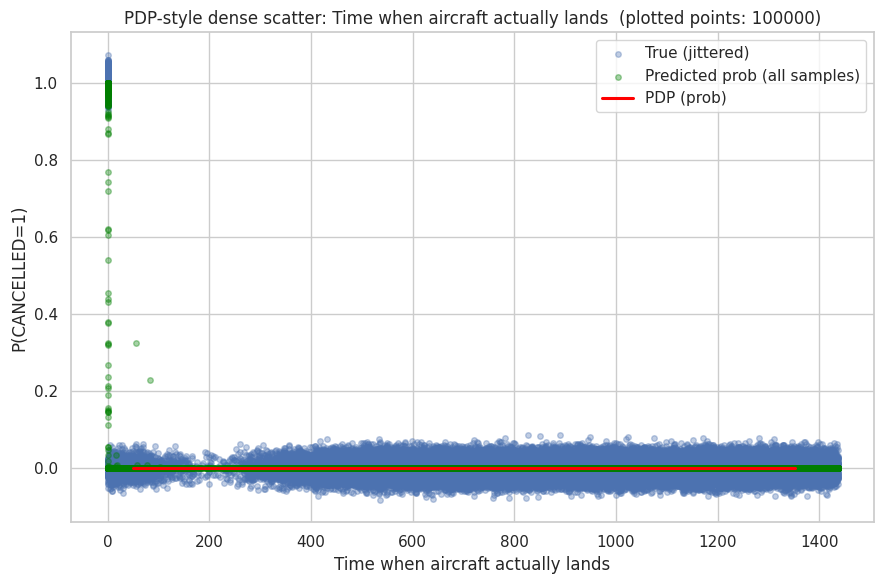 PDP-style dense scatter: Time when aircraft actually lands  (plotted points: 100000)
True (jittered)
Predicted prob (all samples)
PDP (prob)
P(CANCELLED=1)
1.0
0.8
0.6
0.4
0.2
0.0
0 200 400 600 800 1000 1200 1400
Time when aircraft actually lands